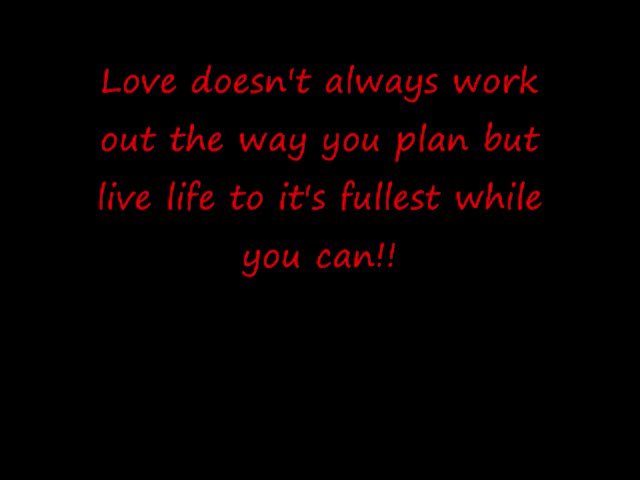 Love doesn't always work
out the way you plan but
live life to it's fullest while
you can!!